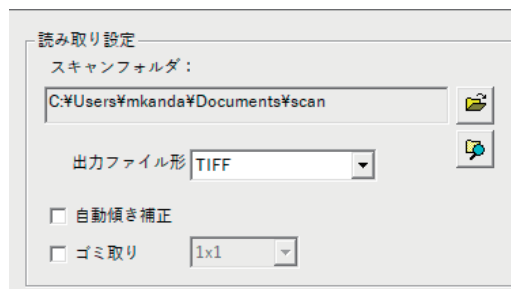 読み取り設定
スキャンフォルダ：
C:¥Users¥mkanda¥Documents¥scan
出力ファイル形 TIFF
自動傾き補正
ゴミ取り 1x1